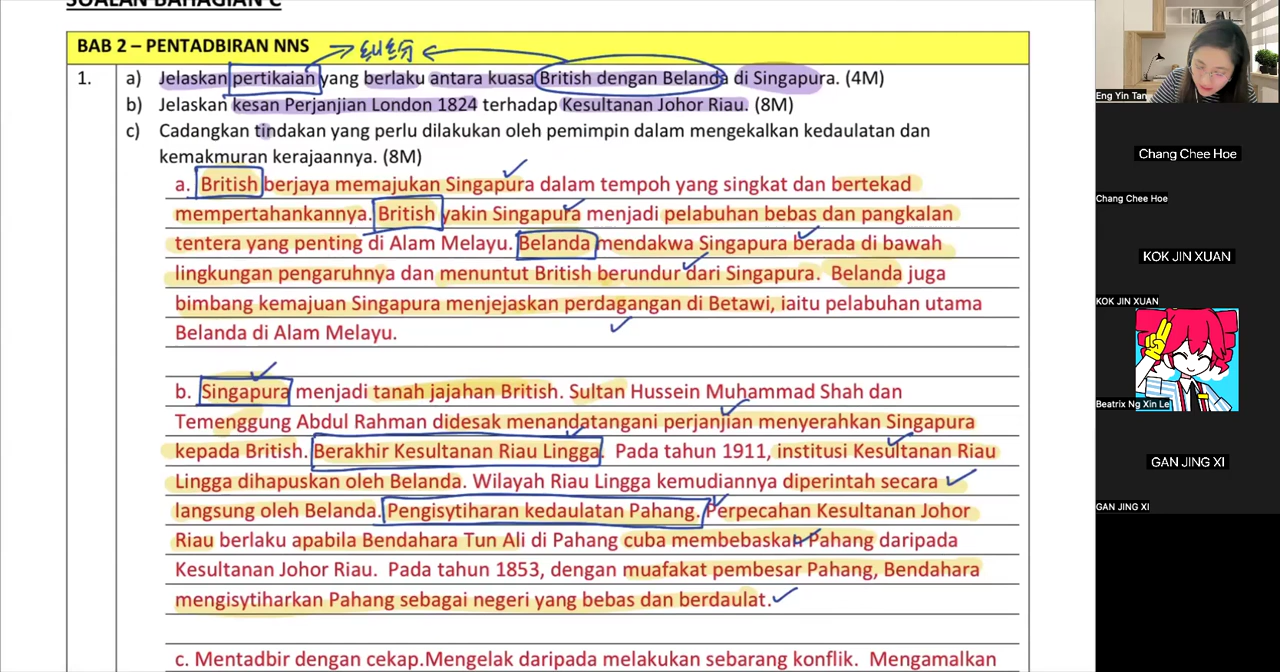 SOALAN BAHAGIAN C
BAB 2 – PENTADBIRAN NNS
纠纷
1. a) Jelaskan pertikaian yang berlaku antara kuasa British dengan Belanda di Singapura. (4M)
b) Jelaskan kesan Perjanjian London 1824 terhadap Kesultanan Johor Riau. (8M)
c) Cadangkan tindakan yang perlu dilakukan oleh pemimpin dalam mengekalkan kedaulatan dan
kemakmuran kerajaannya. (8M)
a. British berjaya memajukan Singapura dalam tempoh yang singkat dan bertekad
mempertahankannya. British yakin Singapura menjadi pelabuhan bebas dan pangkalan
tentera yang penting di Alam Melayu. Belanda mendakwa Singapura berada di bawah
lingkungan pengaruhnya dan menuntut British berundur dari Singapura. Belanda juga
bimbang kemajuan Singapura menjejaskan perdagangan di Betawi, iaitu pelabuhan utama
Belanda di Alam Melayu.
b. Singapura menjadi tanah jajahan British. Sultan Hussein Muhammad Shah dan
Temenggung Abdul Rahman didesak menandatangani perjanjian menyerahkan Singapura
kepada British. Berakhir Kesultanan Riau Lingga. Pada tahun 1911, institusi Kesultanan Riau
Lingga dihapuskan oleh Belanda. Wilayah Riau Lingga kemudiannya diperintah secara
langsung oleh Belanda. Pengisytiharan kedaulatan Pahang. Perpecahan Kesultanan Johor
Riau berlaku apabila Bendahara Tun Ali di Pahang cuba membebaskan Pahang daripada
Kesultanan Johor Riau. Pada tahun 1853, dengan muafakat pembesar Pahang, Bendahara
mengisytiharkan Pahang sebagai negeri yang bebas dan berdaulat.
c. Mentadbir dengan cekap.Mengelak daripada melakukan sebarang konflik. Mengamalkan
Eng Yin Tan
Chang Chee Hoe
Chang Chee Hoe
KOK JIN XUAN
KOK JIN XUAN
Beatrix Ng Xin Lei
GAN JING XI
GAN JING XI